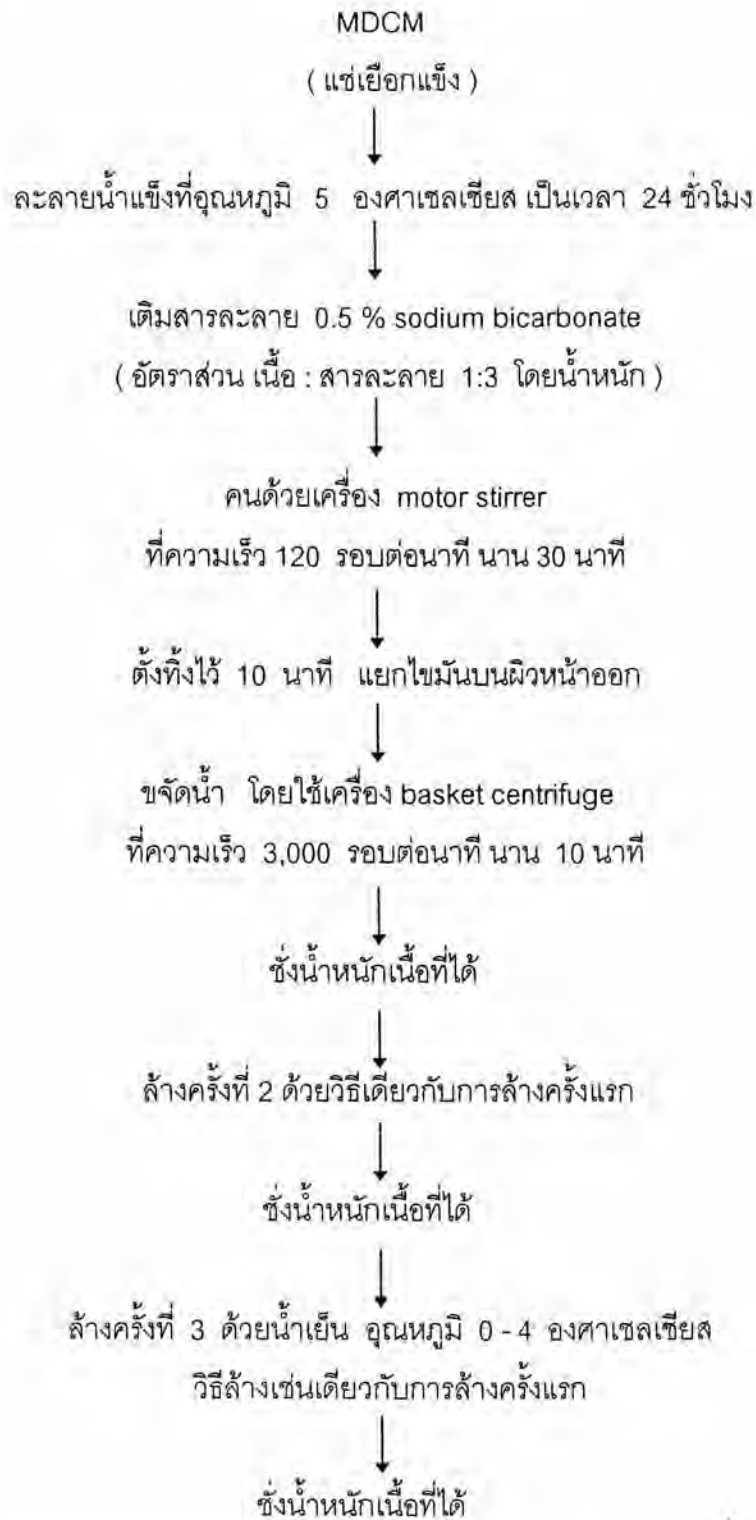 MDCM
( แช่เยือกแข็ง )
ละลายน้ำแข็งที่อุณหภูมิ 5 องศาเซลเซียส เป็นเวลา 24 ชั่วโมง
เติมสารละลาย 0.5 % sodium bicarbonate
( อัตราส่วน เนื้อ : สารละลาย 1:3 โดยน้ำหนัก )
คนด้วยเครื่อง motor stirrer
ที่ความเร็ว 120 รอบต่อนาที นาน 30 นาที
ตั้งทิ้งไว้ 10 นาที แยกไขมันบนผิวหน้าออก
ขจัดน้ำ โดยใช้เครื่อง basket centrifuge
ที่ความเร็ว 3,000 รอบต่อนาที นาน 10 นาที
ชั่งน้ำหนักเนื้อที่ได้
ล้างครั้งที่ 2 ด้วยวิธีเดียวกับการล้างครั้งแรก
ชั่งน้ำหนักเนื้อที่ได้
ล้างครั้งที่ 3 ด้วยน้ำเย็น อุณหภูมิ 0 - 4 องศาเซลเซียส
วิธีล้างเช่นเดียวกับการล้างครั้งแรก
ชั่งน้ำหนักเนื้อที่ได้